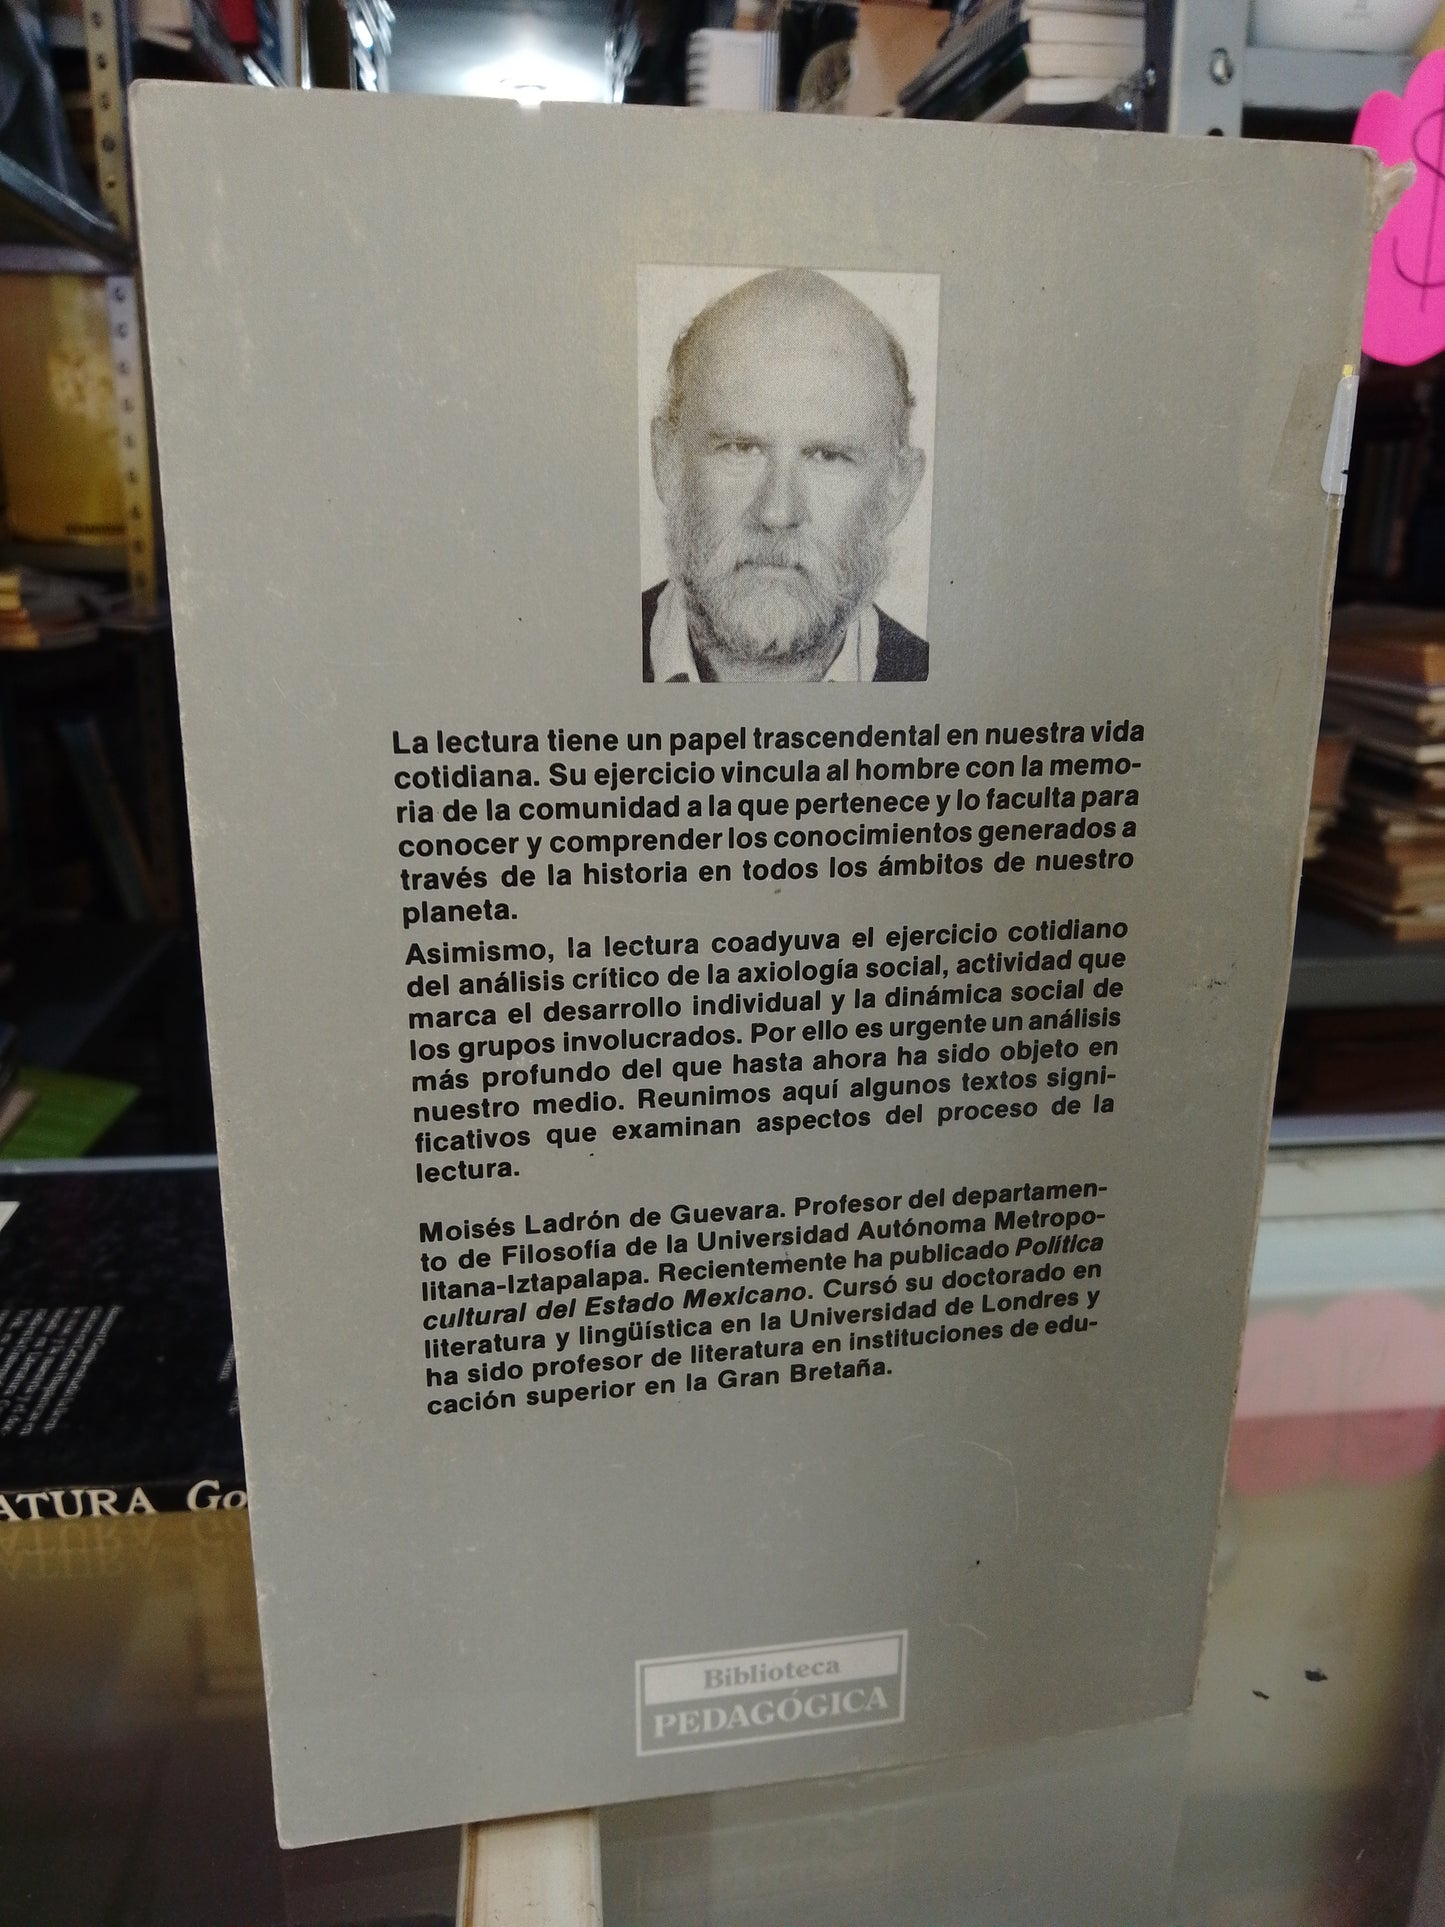 La lectura tiene un papel trascendental en nuestra vida
cotidiana. Su ejercicio vincula al hombre con la memo-
ria de la comunidad a la que pertenece y lo faculta para
conocer y comprender los conocimientos generados a
través de la historia en todos los ámbitos de nuestro
planeta.
Asimismo, la lectura coadyuva el ejercicio cotidiano
del análisis crítico de la axiología social, actividad que
marca el desarrollo individual y la dinámica social de
los grupos involucrados. Por ello es urgente un análisis
más profundo del que hasta ahora ha sido objeto en
nuestro medio. Reunimos aquí algunos textos signi-
ficativos que examinan aspectos del proceso de la
lectura.
Moisés Ladrón de Guevara. Profesor del departamen-
to de Filosofía de la Universidad Autónoma Metropo-
litana-Iztapalapa. Recientemente ha publicado Política
cultural del Estado Mexicano. Cursó su doctorado en
literatura y lingüística en la Universidad de Londres y
ha sido profesor de literatura en instituciones de edu-
cación superior en la Gran Bretaña.
Biblioteca
PEDAGÓGICA
ATURA Go
$